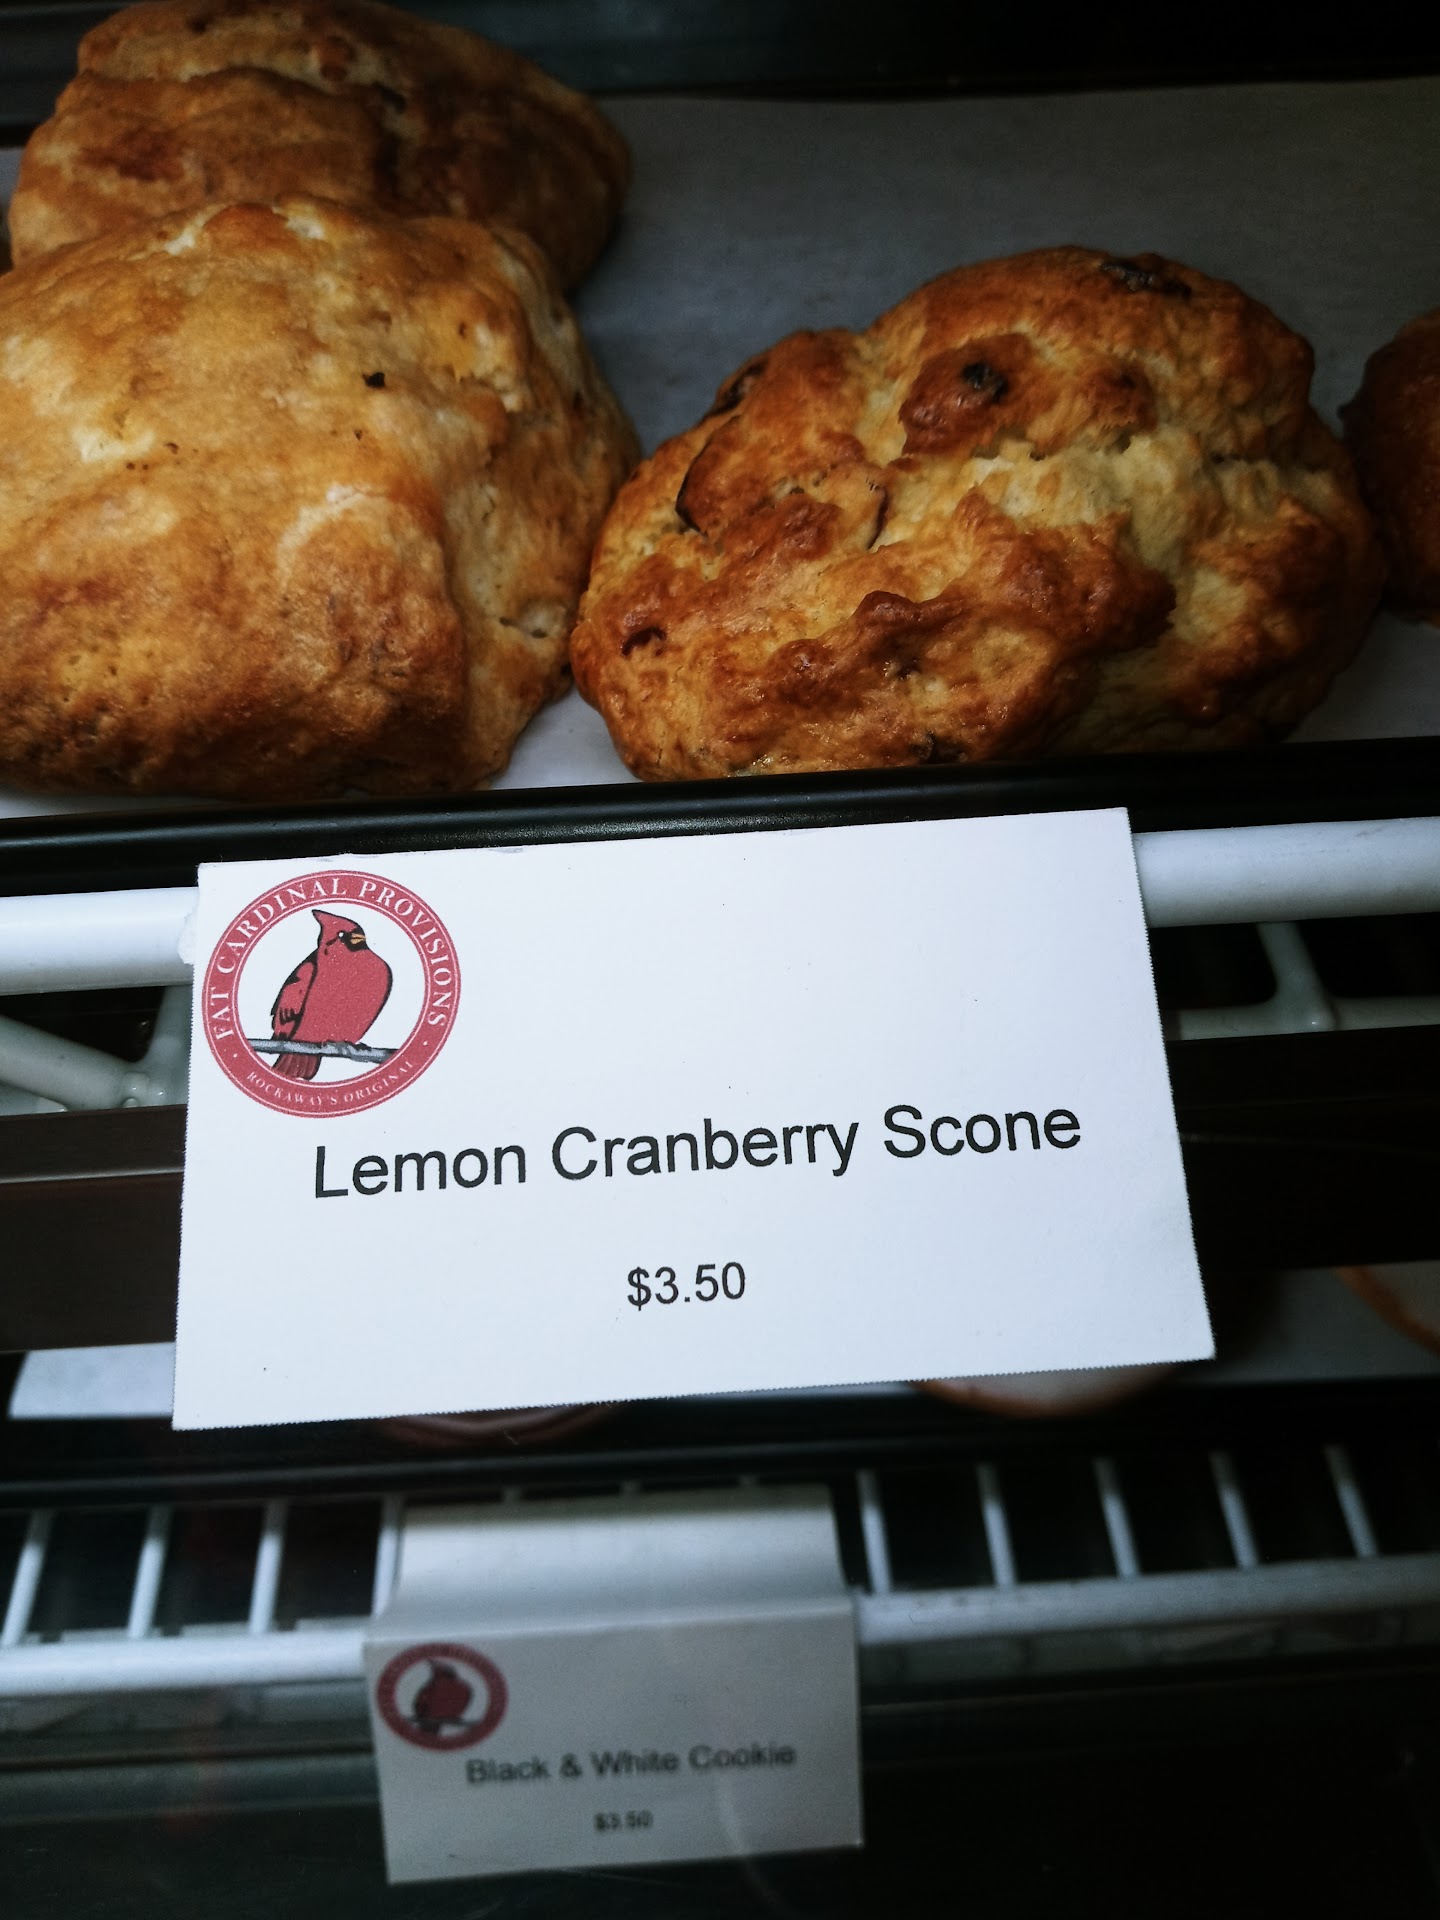 FAT CARDINAL PROVISIONS
ROCKAWAY'S ORIGINAL
Lemon Cranberry Scone
$3.50
Black & White Cookie
$3.50